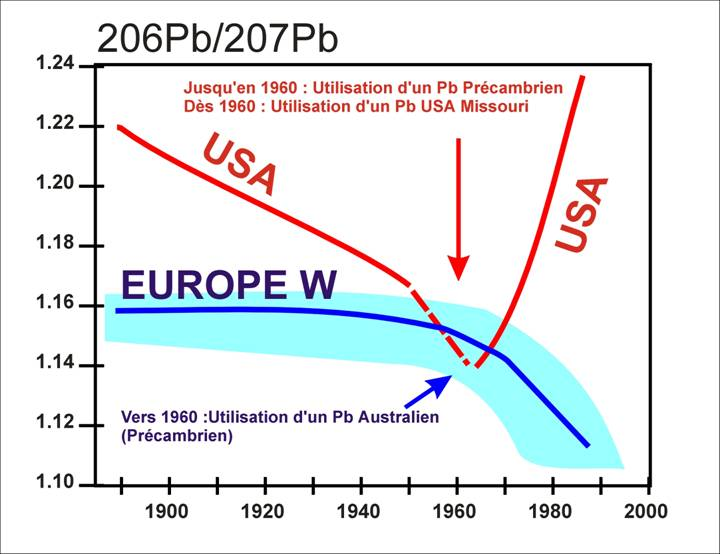 206Pb/207Pb
1.24
1.22
1.20
1.18
1.16
1.14
1.12
1.10
Jusqu'en 1960 : Utilisation d'un Pb Précambrien
Dès 1960 : Utilisation d'un Pb USA Missouri
USA
USA
EUROPE W
Vers 1960 :Utilisation d'un Pb Australien
(Précambrien)
1900
1920
1940
1960
1980
2000